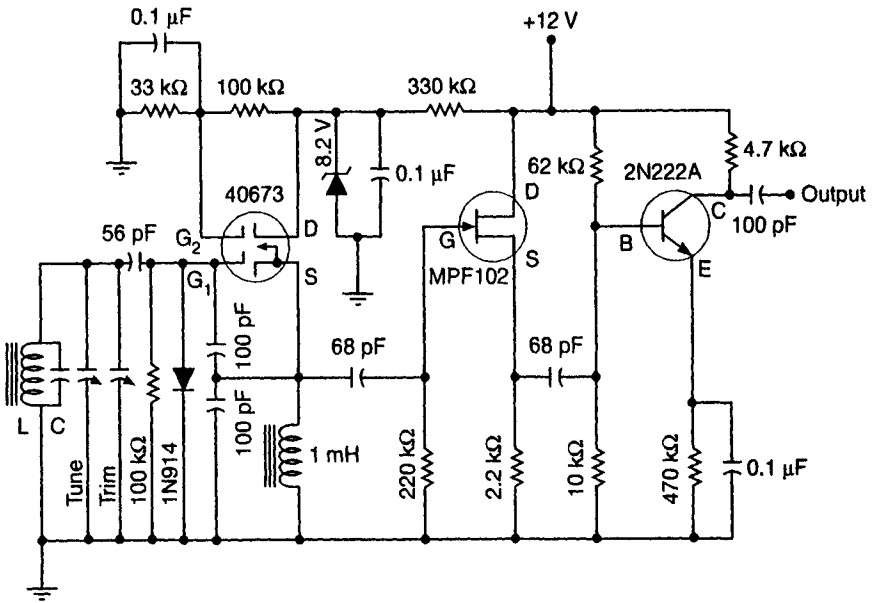 0.1 μF
+12 V
33 kΩ
100 kΩ
330 kΩ
8.2 V
0.1 μF
62 kΩ
2N222A
4.7 kΩ
40673
D
C
Output
100 pF
56 pF
G₂
D
G
B
G₁
S
MPF102
S
E
100 pF
68 pF
68 pF
L
C
100 pF
1 mH
Tune
Trim
100 kΩ
1N914
220 kΩ
2.2 kΩ
10 kΩ
470 kΩ
0.1 μF